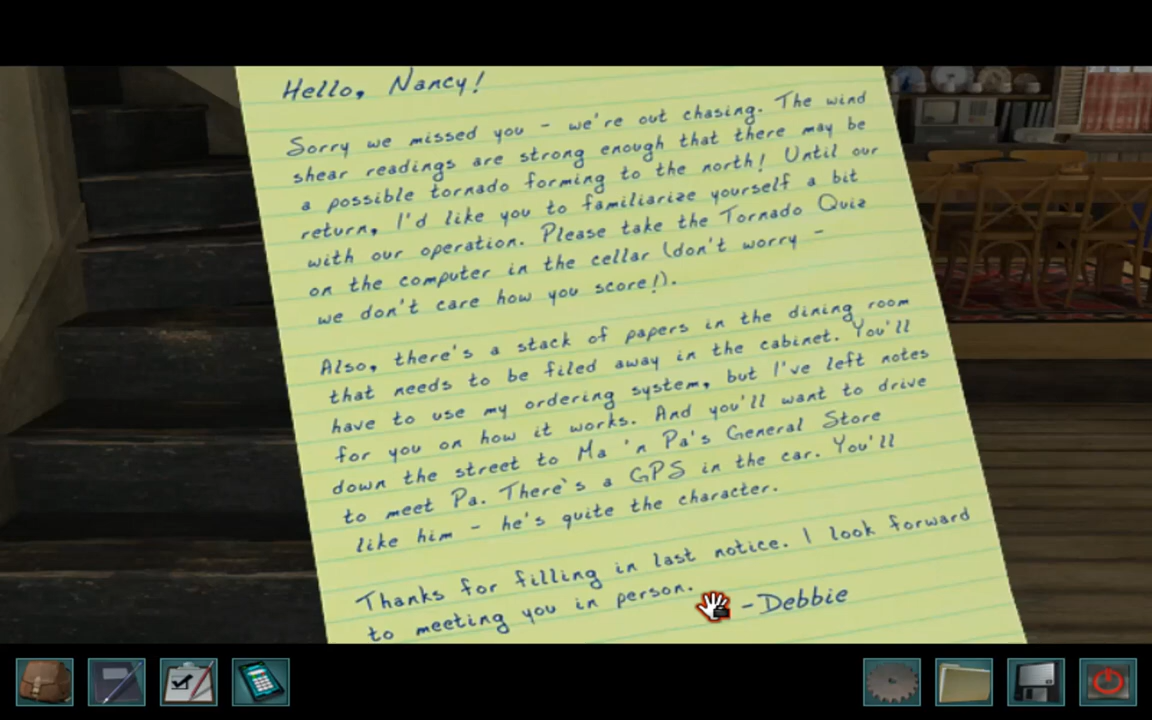 Hello, Nancy!
Sorry we missed you - we're out chasing. The wind
shear readings are strong enough that there may be
a possible tornado forming to the north! Until our
return, I'd like you to familiarize yourself a bit
with our operation. Please take the Tornado Quiz
on the computer in the cellar (don't worry -
we don't care how you score!).
Also, there's a stack of papers in the dining room
that needs to be filed away in the cabinet. You'll
have to use my ordering system, but I've left notes
for you on how it works. And you'll want to drive
down the street to Ma 'n Pa's General Store
to meet Pa. There's a GPS in the car. You'll
like him - he's quite the character.
Thanks for filling in last notice. I look forward
to meeting you in person.
-Debbie